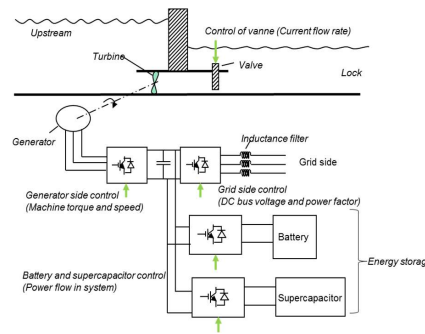 Upstream
Control of vanne (Current flow rate)
Turbine
Valve
Lock
Generator
Inductance filter
Grid side
Generator side control
(Machine torque and speed)
Grid side control
(DC bus voltage and power factor)
Battery
Energy storag
Battery and supercapacitor control
(Power flow in system)
Supercapacitor